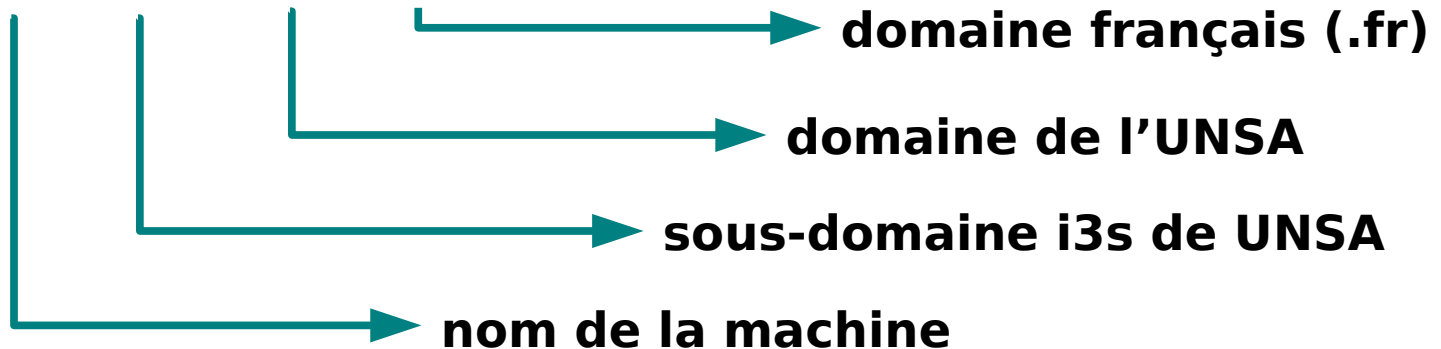 domaine français (.fr)
domaine de l’UNSA
sous-domaine i3s de UNSA
nom de la machine